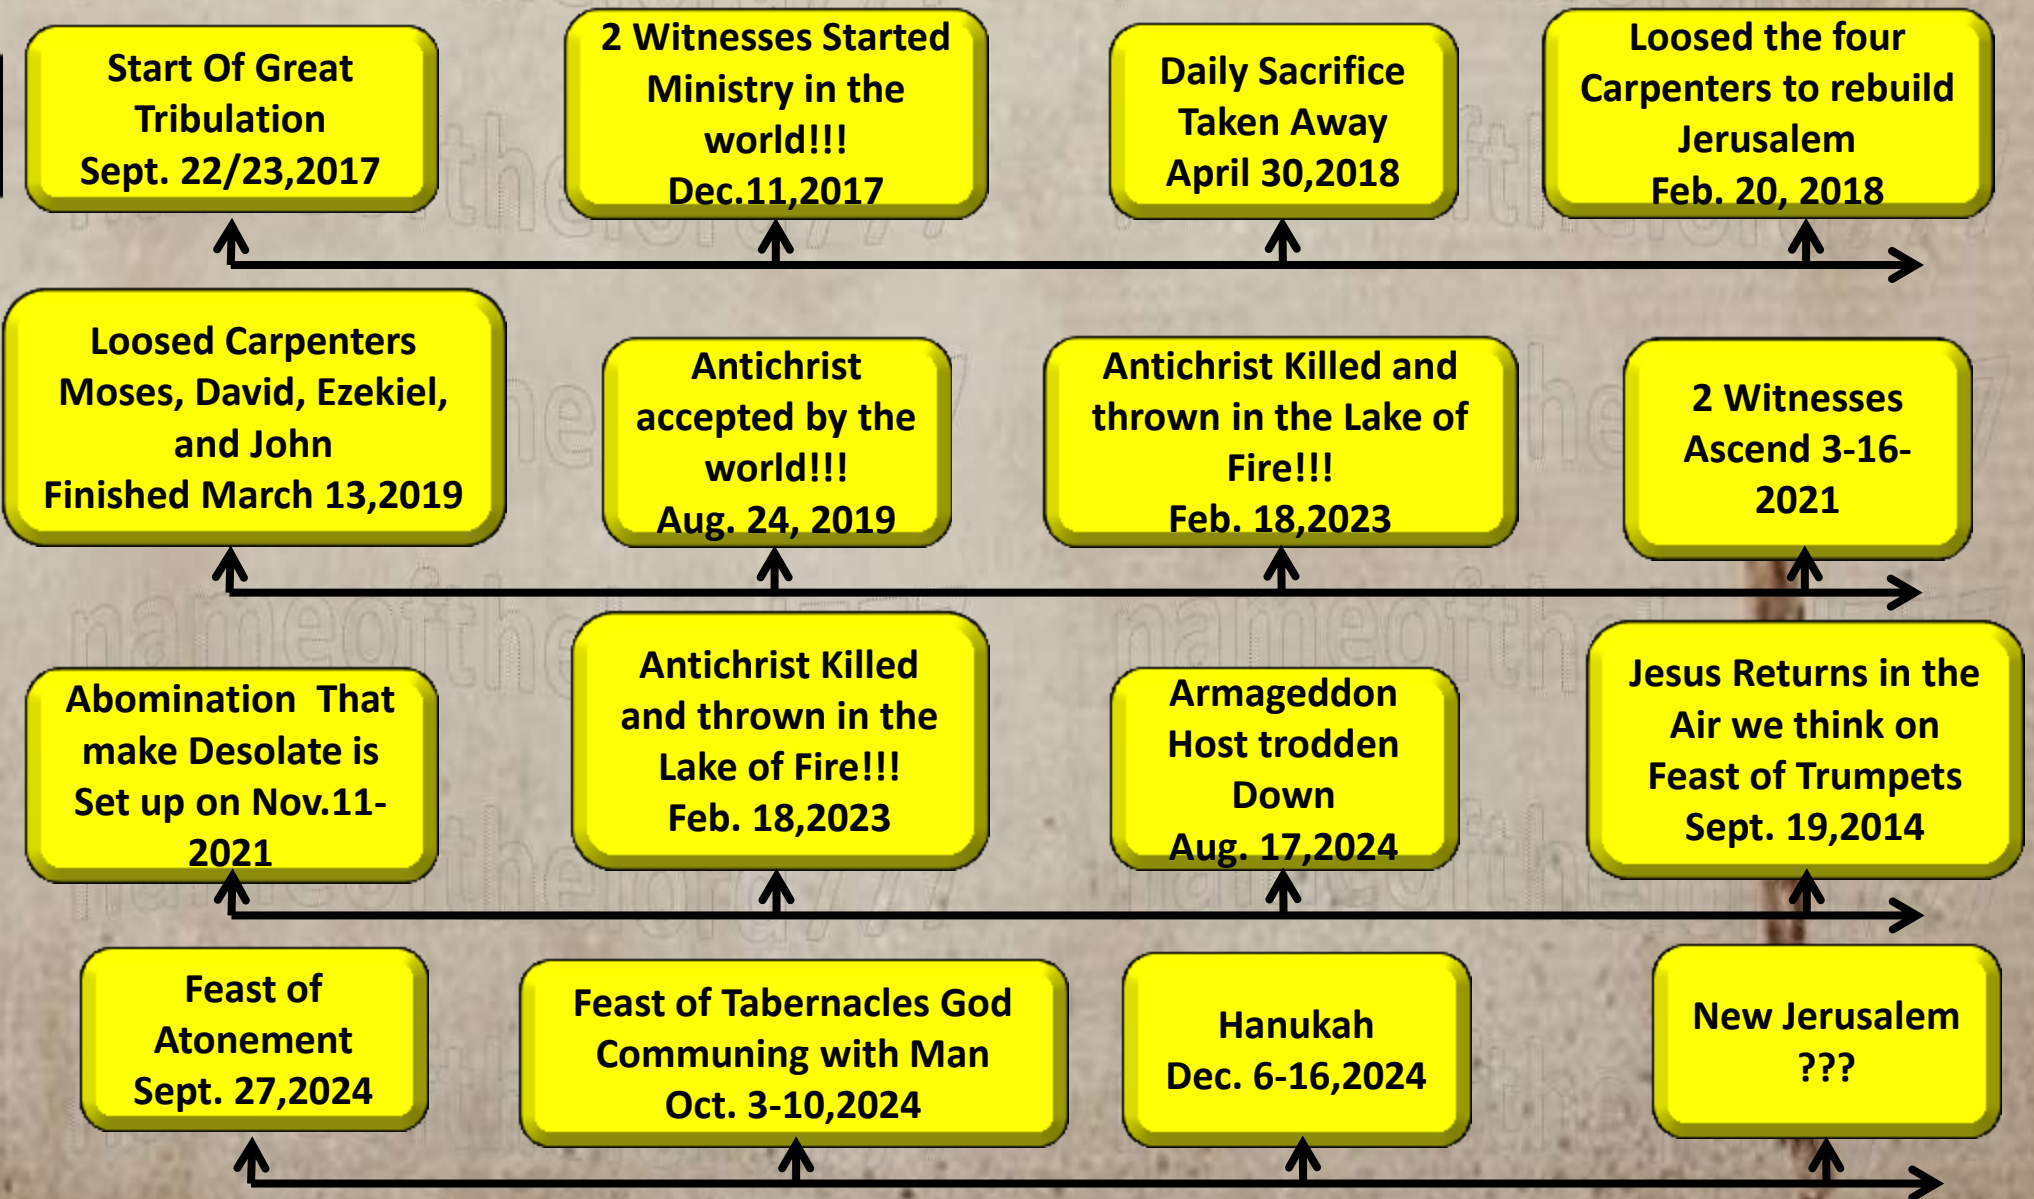 Start Of Great
Tribulation
Sept. 22/23,2017
2 Witnesses Started
Ministry in the
world!!!
Dec.11,2017
Daily Sacrifice
Taken Away
April 30,2018
Loosed the four
Carpenters to rebuild
Jerusalem
Feb. 20, 2018
Loosed Carpenters
Moses, David, Ezekiel,
and John
Finished March 13,2019
Antichrist
accepted by the
world!!!
Aug. 24, 2019
Antichrist Killed and
thrown in the Lake of
Fire!!!
Feb. 18,2023
2 Witnesses
Ascend 3-16-
2021
Abomination  That
make Desolate is
Set up on Nov.11-
2021
Antichrist Killed
and thrown in the
Lake of Fire!!!
Feb. 18,2023
Armageddon
Host trodden
Down
Aug. 17,2024
Jesus Returns in the
Air we think on
Feast of Trumpets
Sept. 19,2014
Feast of
Atonement
Sept. 27,2024
Feast of Tabernacles God
Communing with Man
Oct. 3-10,2024
Hanukah
Dec. 6-16,2024
New Jerusalem
???